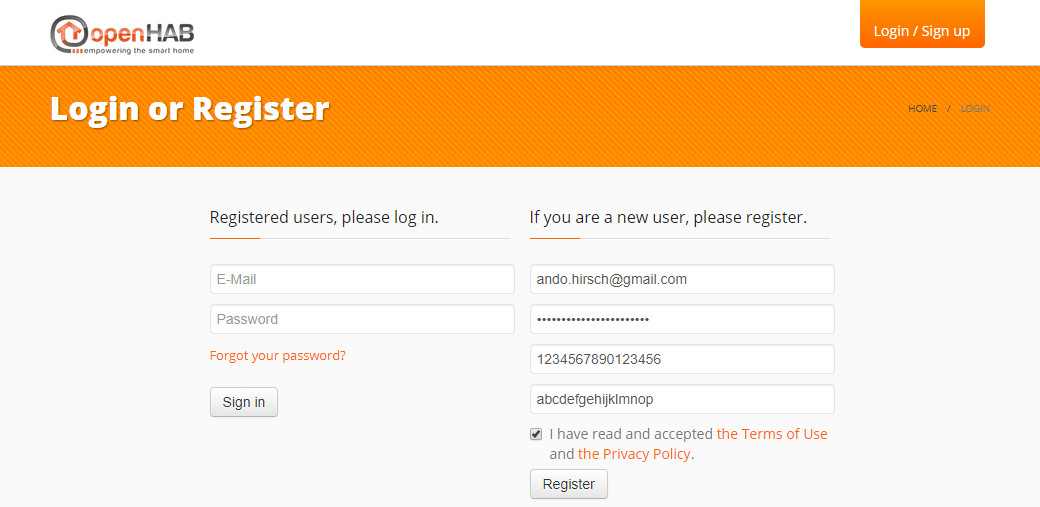 openHAB
empowering the smart home
Login / Sign up
Login or Register
HOME / LOGIN
Registered users, please log in.
E-Mail
Password
Forgot your password?
Sign in
If you are a new user, please register.
ando.hirsch@gmail.com
•••••••••••••••••••••••
1234567890123456
abcdefgehijklmnop
I have read and accepted the Terms of Use
and the Privacy Policy.
Register